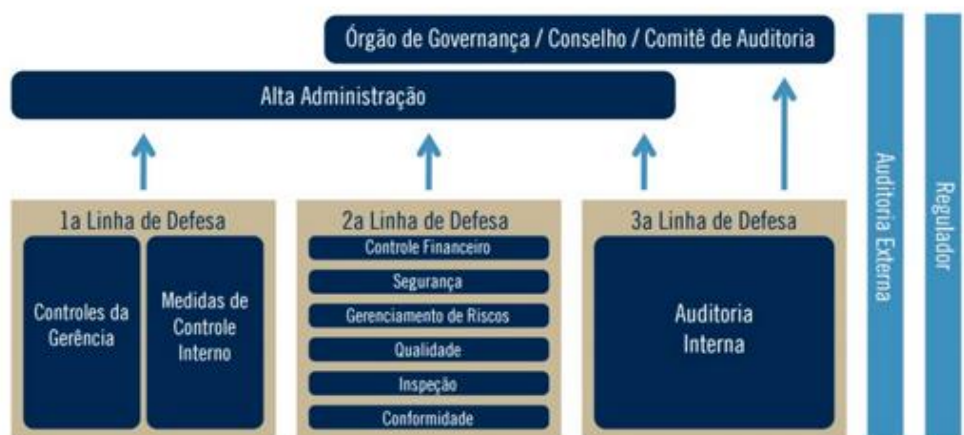 Órgão de Governança / Conselho / Comitê de Auditoria
Alta Administração
1a Linha de Defesa
Controles da
Gerência
Medidas de
Controle
Interno
2a Linha de Defesa
Controle Financeiro
Segurança
Gerenciamento de Riscos
Qualidade
Inspeção
Conformidade
3a Linha de Defesa
Auditoria
Interna
Auditoria Externa
Regulador